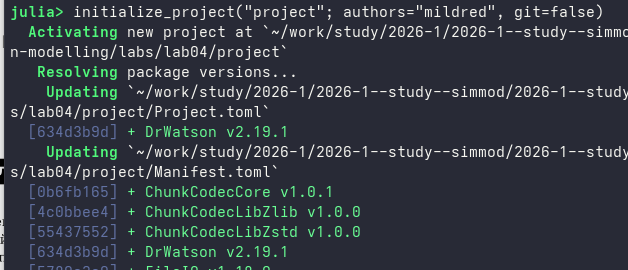 julia> initialize_project("project"; authors="mildred", git=false)
Activating new project at `~/work/study/2026-1/2026-1--study--simmo
n-modelling/labs/lab04/project`
Resolving package versions...
Updating `~/work/study/2026-1/2026-1--study--simmod/2026-1--study
s/lab04/project/Project.toml`
[634d3b9d] + DrWatson v2.19.1
Updating `~/work/study/2026-1/2026-1--study--simmod/2026-1--study
s/lab04/project/Manifest.toml`
[0b6fb165] + ChunkCodecCore v1.0.1
[4c0bbee4] + ChunkCodecLibZlib v1.0.0
[55437552] + ChunkCodecLibZstd v1.0.0
[634d3b9d] + DrWatson v2.19.1